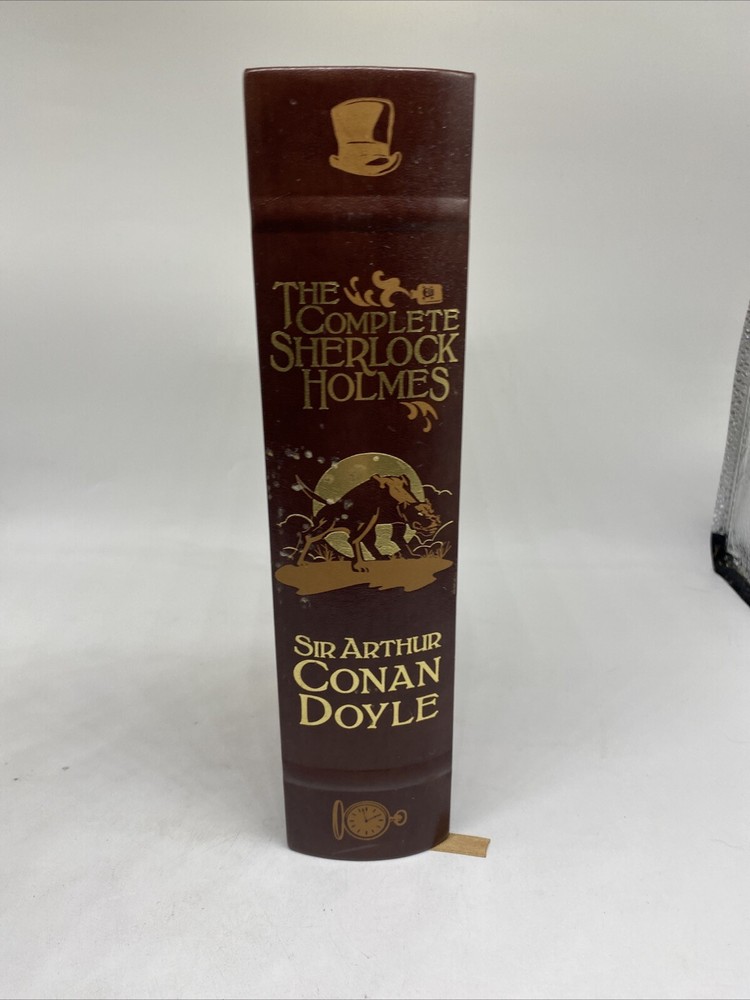 THE
COMPLETE
SHERLOCK
HOLMES
SIR ARTHUR
CONAN
DOYLE